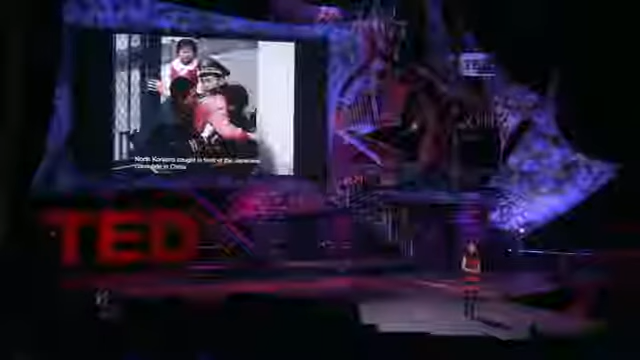 North Koreans caught in front of the Japanese
consulate in China
TED
TED